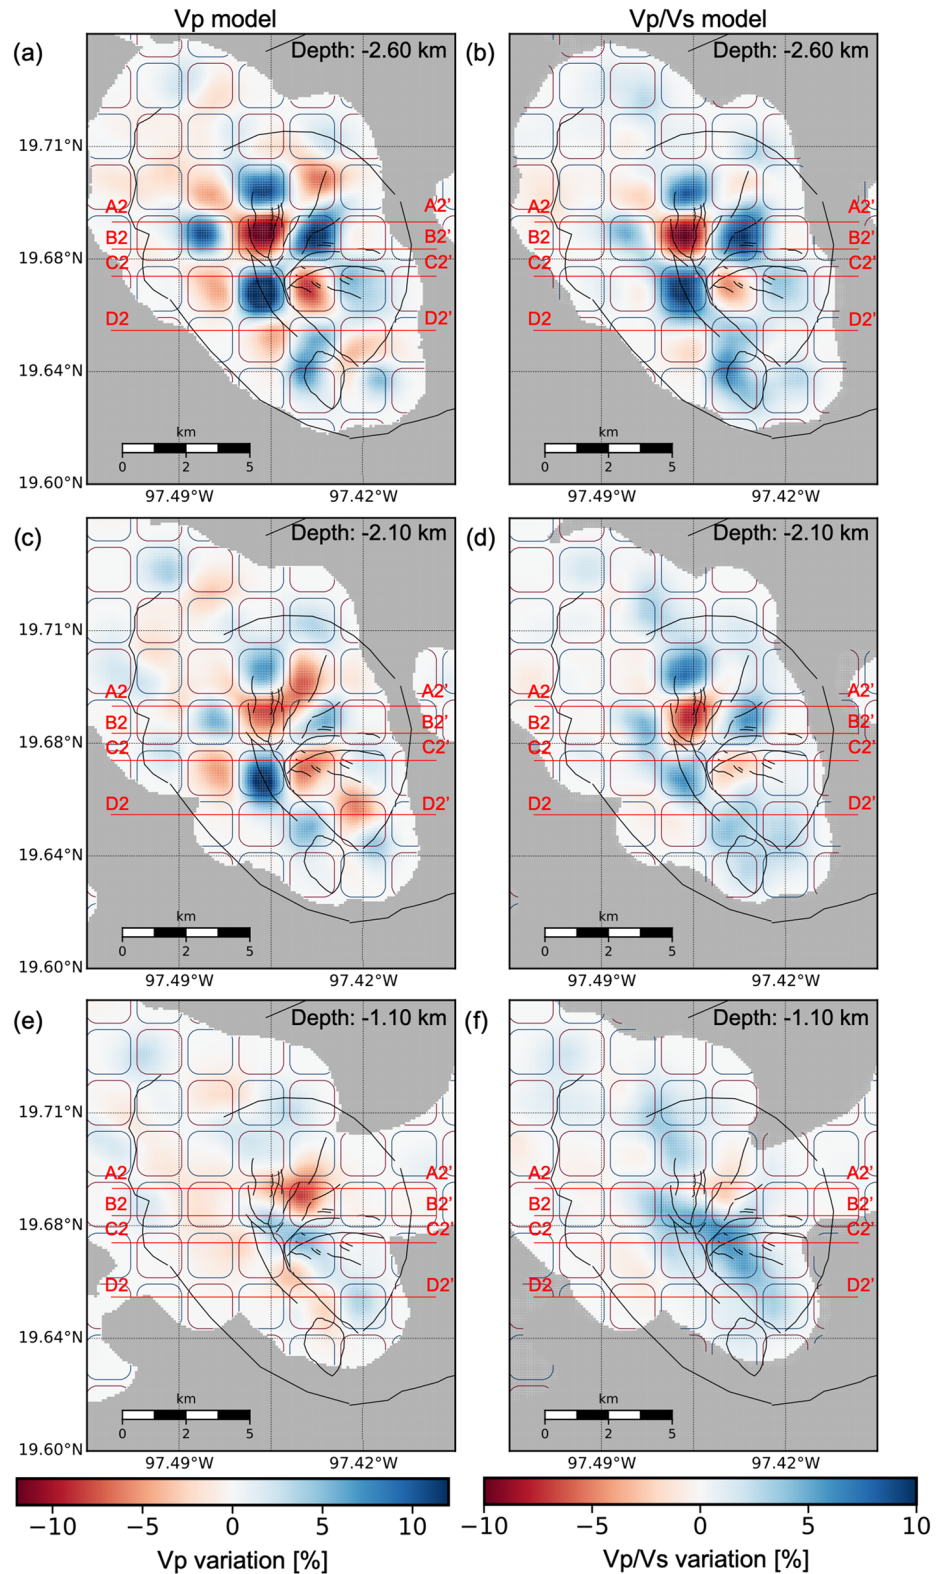 Vp model
Vp/Vs model
(a)
Depth: -2.60 km
(b)
Depth: -2.60 km
19.71°N
A2
A2'
A2
A2'
B2
B2'
B2
B2'
19.68°N
C2
C2'
C2
C2'
D2
D2'
D2
D2'
19.64°N
km
0 2 5
km
0 2 5
19.60°N
97.49°W
97.42°W
97.49°W
97.42°W
(c)
Depth: -2.10 km
(d)
Depth: -2.10 km
19.71°N
A2
A2'
A2
A2'
B2
B2'
B2
B2'
19.68°N
C2
C2'
C2
C2'
D2
D2'
D2
D2'
19.64°N
km
0 2 5
km
0 2 5
19.60°N
97.49°W
97.42°W
97.49°W
97.42°W
(e)
Depth: -1.10 km
(f)
Depth: -1.10 km
19.71°N
A2
A2'
A2
A2'
B2
B2'
B2
B2'
19.68°N
C2
C2'
C2
C2'
D2
D2'
D2
D2'
19.64°N
km
0 2 5
km
0 2 5
19.60°N
97.49°W
97.42°W
97.49°W
97.42°W
−10 −5 0 5 10
−10 −5 0 5 10
Vp variation [%]
Vp/Vs variation [%]